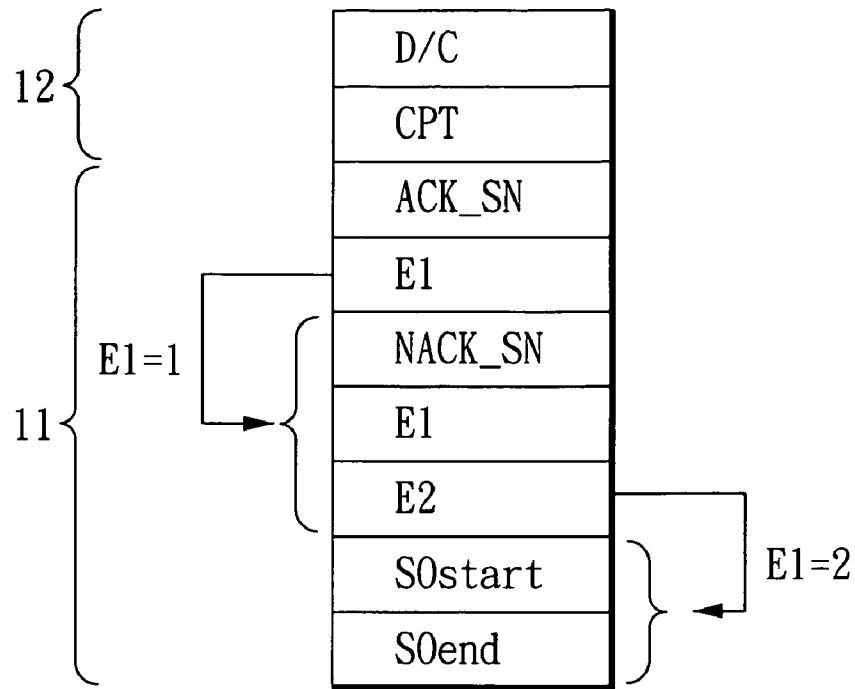 12
D/C
CPT
11
ACK_SN
E1
E1=1
NACK_SN
E1
E2
E1=2
SOstart
SOend